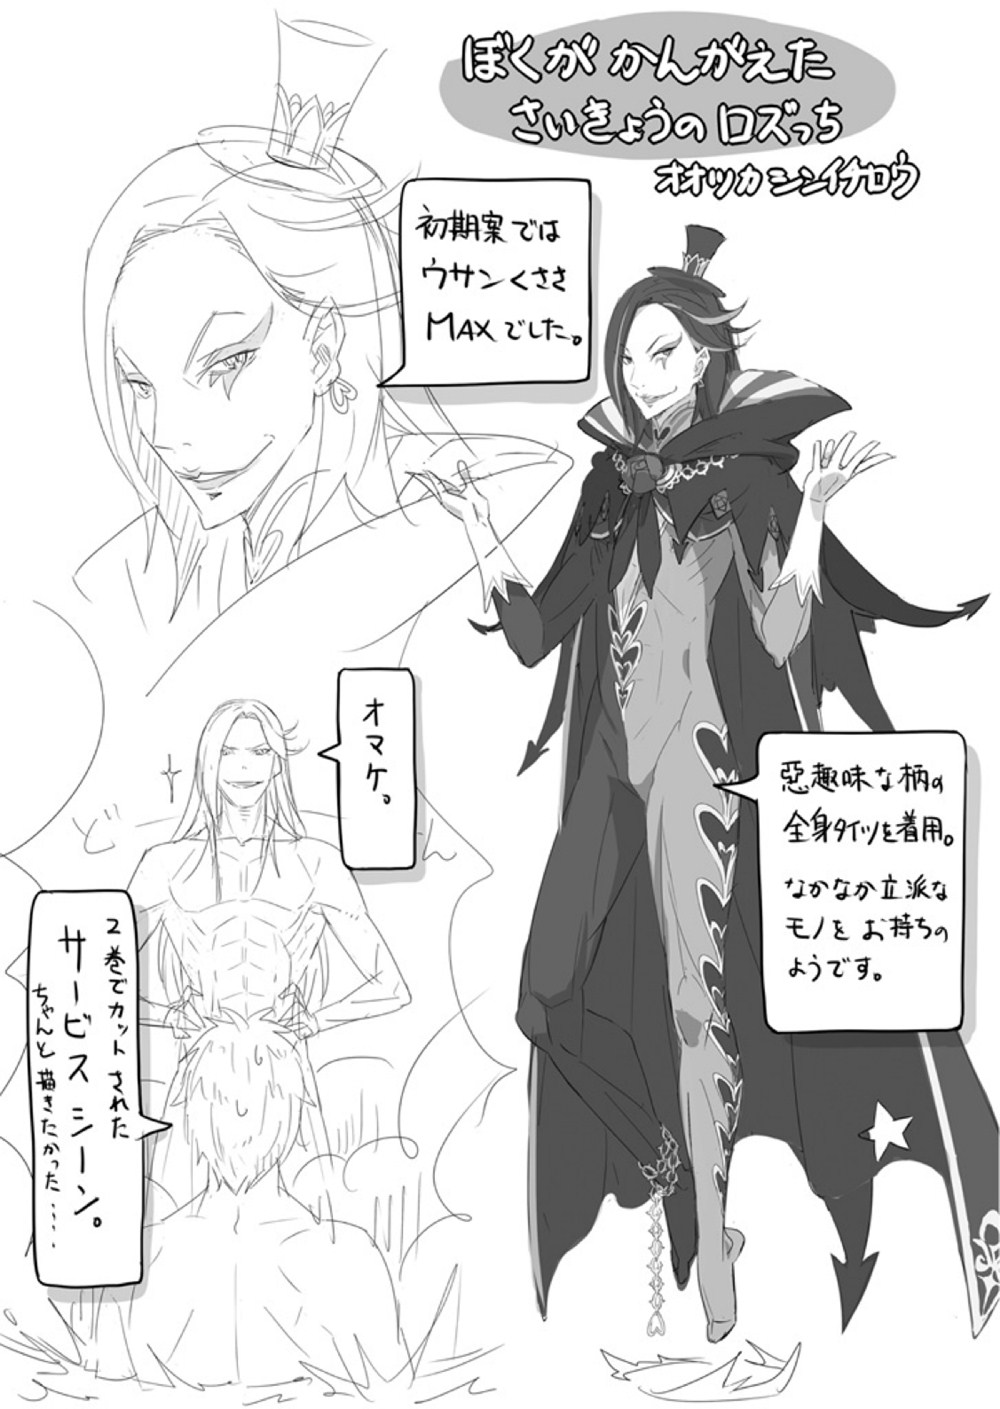 ぼくが かんがえた
さいきょうの ロズっち
オオツカ シンイチロウ
初期案では
ウサンくささ
MAXでした。
オマケ。
惡趣味な柄の
全身タイツを着用。
なかなか立派な
モノをお持ちの
ようです。
2巻でカットされた
サービスシーン。
ちゃんと描きたかった・・・・
ど